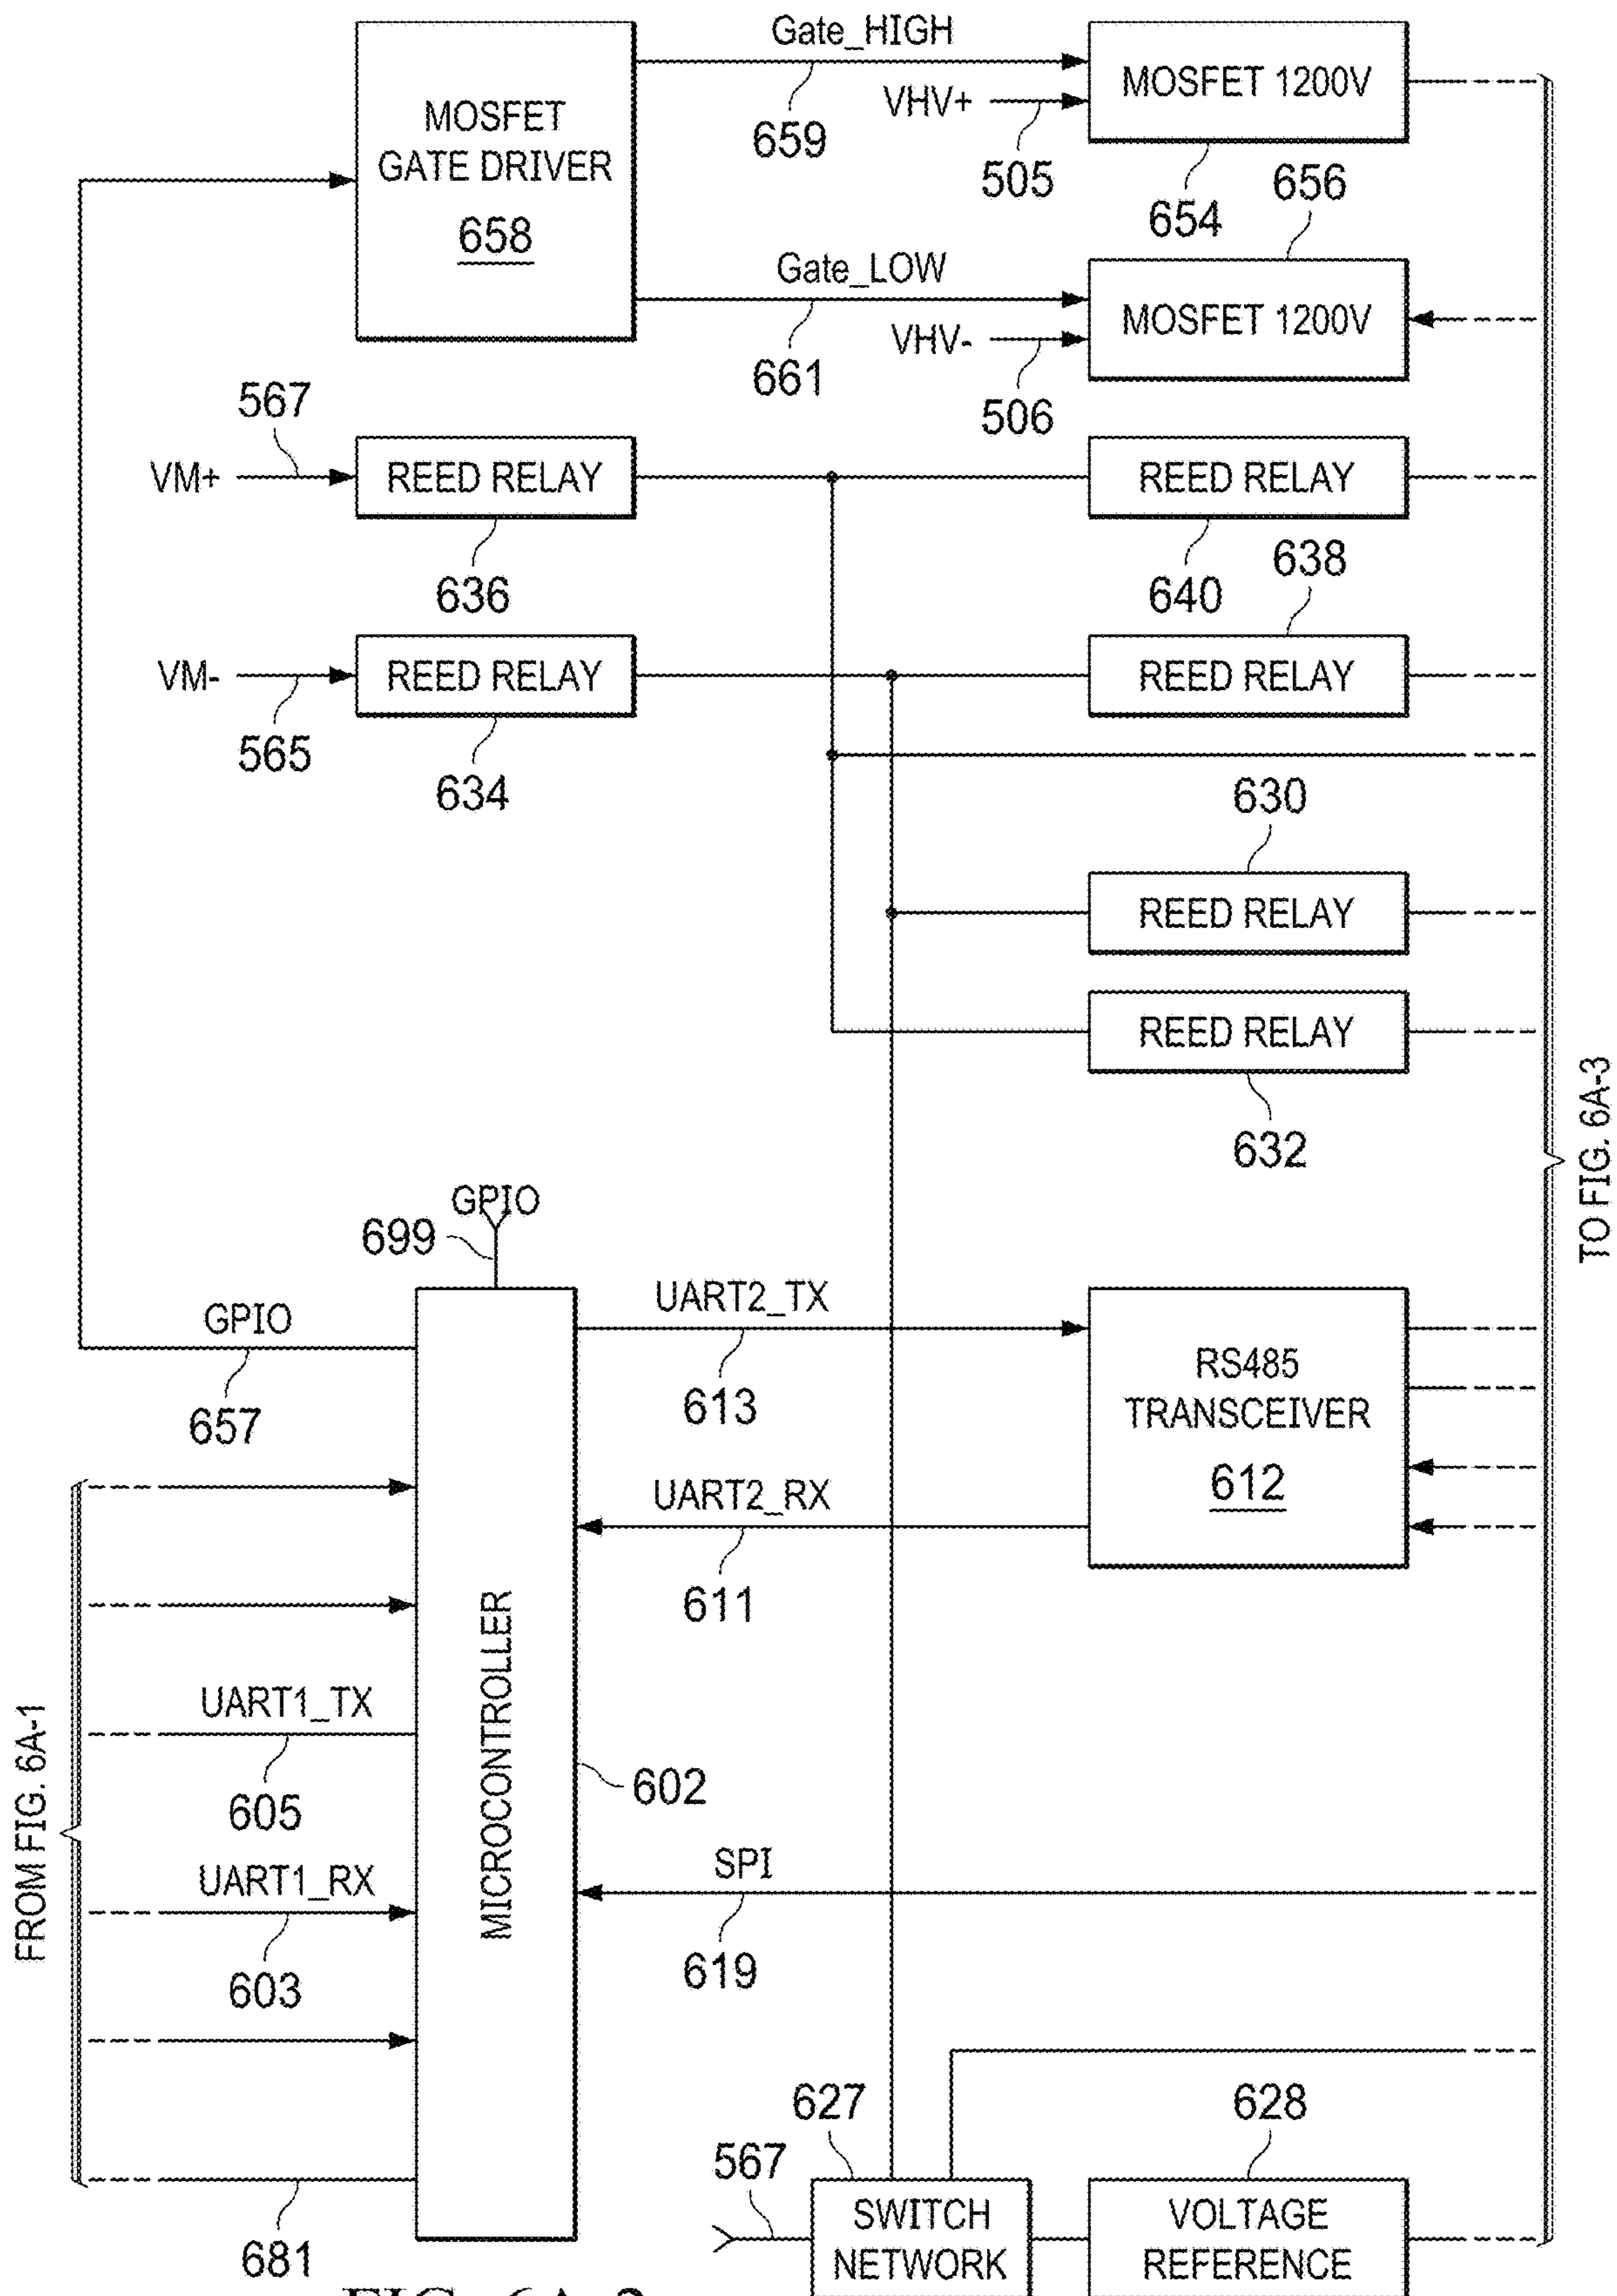 Gate_HIGH
MOSFET 1200V
MOSFET
GATE DRIVER
658
VHV+
659
505
654
656
Gate_LOW
MOSFET 1200V
VHV-
661
506
567
VM+
REED RELAY
REED RELAY
636
640
638
VM-
REED RELAY
REED RELAY
565
634
630
REED RELAY
REED RELAY
632
TO FIG. 6A-3
GPIO
699
GPIO
657
UART2_TX
613
RS485
TRANSCEIVER
612
UART2_RX
611
MICROCONTROLLER
602
FROM FIG. 6A-1
UART1_TX
605
UART1_RX
603
SPI
619
681
627
628
567
SWITCH
NETWORK
VOLTAGE
REFERENCE